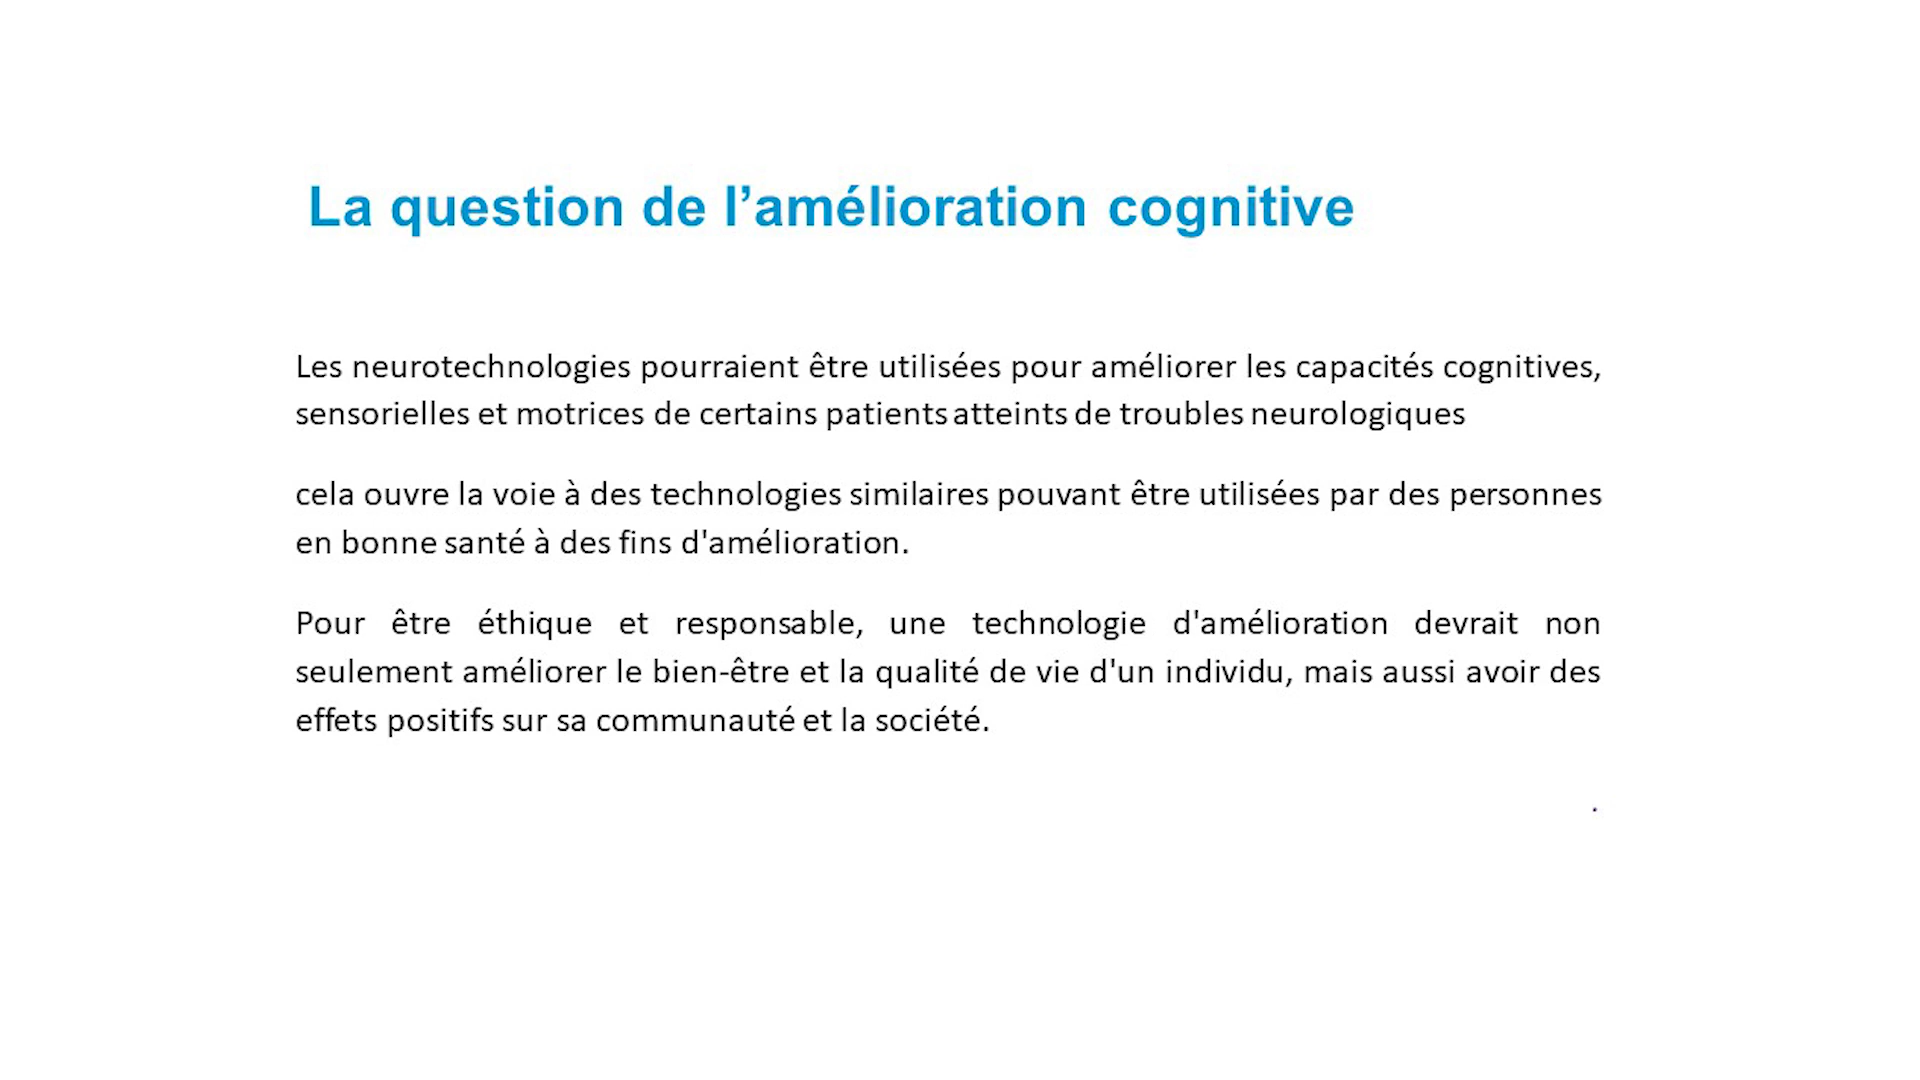 La question de l’amélioration cognitive
Les neurotechnologies pourraient être utilisées pour améliorer les capacités cognitives,
sensorielles et motrices de certains patients atteints de troubles neurologiques
cela ouvre la voie à des technologies similaires pouvant être utilisées par des personnes
en bonne santé à des fins d'amélioration.
Pour être éthique et responsable, une technologie d'amélioration devrait non
seulement améliorer le bien-être et la qualité de vie d'un individu, mais aussi avoir des
effets positifs sur sa communauté et la société.
.